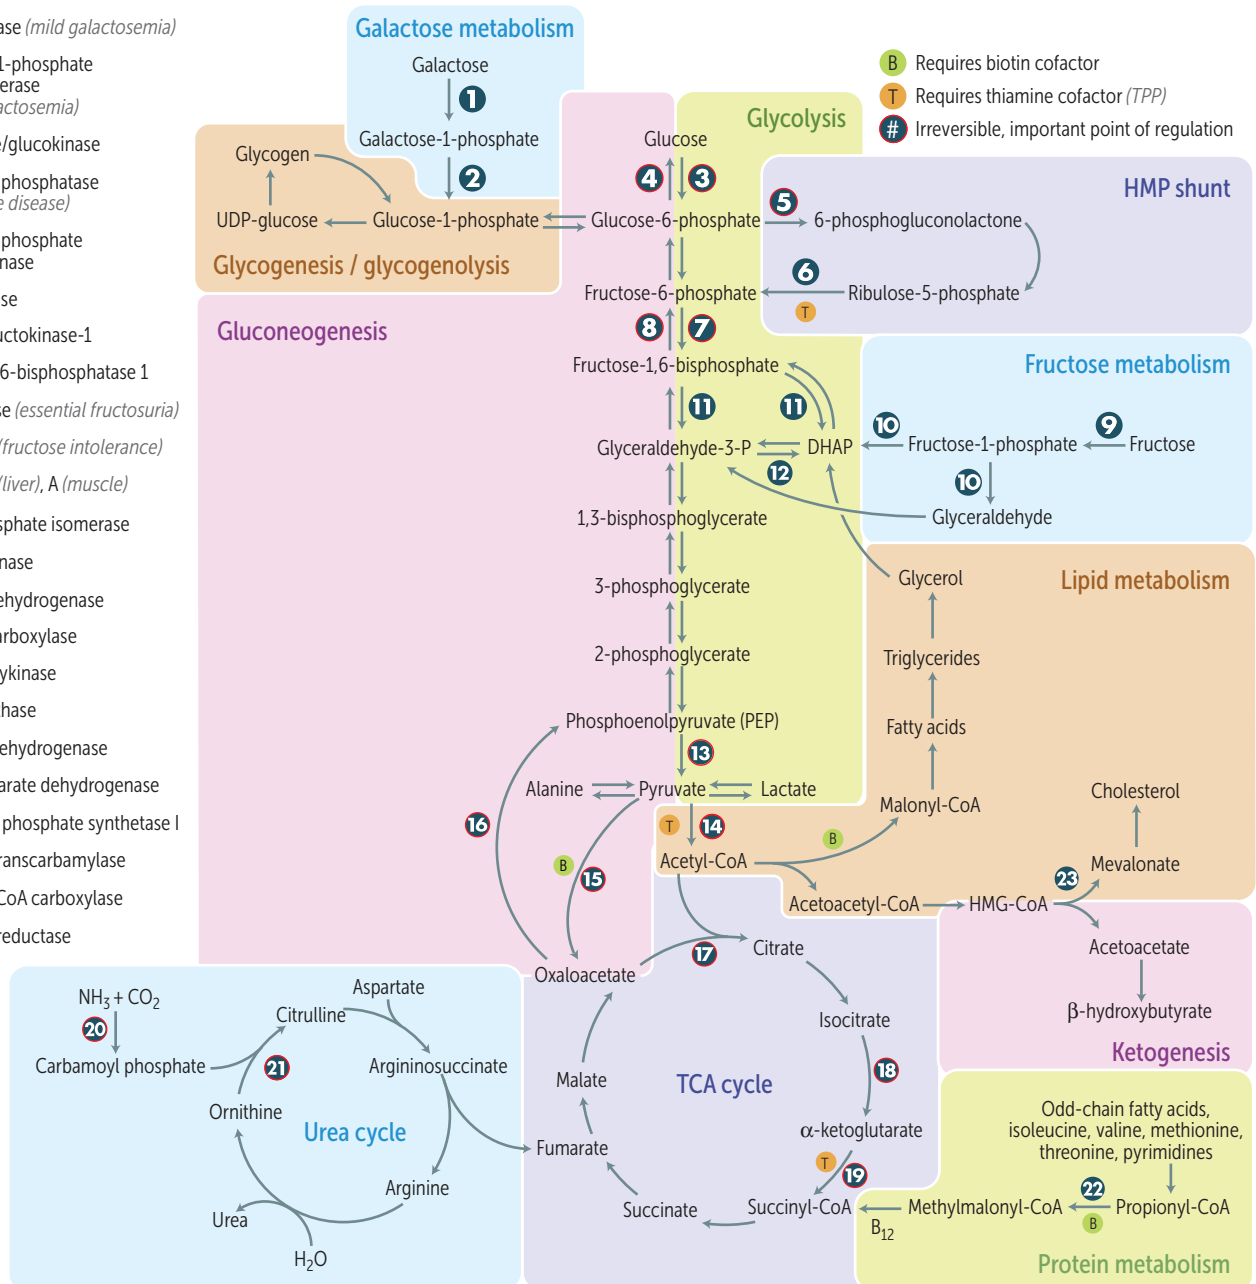 ase (mild galactosemia)
1-phosphate
erase
actosemia)
e/glucokinase
phosphatase
e disease)
phosphate
nase
se
uctokinase-1
6-bisphosphatase 1
se (essential fructosuria)
(fructose intolerance)
(liver), A (muscle)
sphate isomerase
nase
ehydrogenase
arboxylase
ykinase
thase
ehydrogenase
arate dehydrogenase
phosphate synthetase I
transcarbamylase
CoA carboxylase
reductase
B Requires biotin cofactor
T Requires thiamine cofactor (TPP)
# Irreversible, important point of regulation
Galactose metabolism
Galactose
1
Galactose-1-phosphate
2
Glycogen
UDP-glucose
Glucose-1-phosphate
Glycogenesis / glycogenolysis
Gluconeogenesis
Glycolysis
Glucose
4 3
Glucose-6-phosphate
Fructose-6-phosphate
8 7
Fructose-1,6-bisphosphate
11 11
Glyceraldehyde-3-P
DHAP
12
1,3-bisphosphoglycerate
3-phosphoglycerate
2-phosphoglycerate
Phosphoenolpyruvate (PEP)
13
Alanine
Pyruvate
Lactate
16
B
15
T 14
HMP shunt
5
6-phosphogluconolactone
6
T
Ribulose-5-phosphate
Fructose metabolism
10
Fructose-1-phosphate
9
Fructose
10
Glyceraldehyde
Lipid metabolism
Glycerol
Triglycerides
Fatty acids
Malonyl-CoA
B
Acetyl-CoA
Acetoacetyl-CoA
HMG-CoA
23
Mevalonate
Cholesterol
Acetoacetate
β-hydroxybutyrate
Ketogenesis
Oxaloacetate
17
Citrate
Isocitrate
18
α-ketoglutarate
T 19
Succinyl-CoA
Succinate
Fumarate
Malate
TCA cycle
NH3 + CO2
20
Carbamoyl phosphate
21
Citrulline
Aspartate
Argininosuccinate
Ornithine
Urea cycle
Arginine
Urea
H2O
Odd-chain fatty acids,
isoleucine, valine, methionine,
threonine, pyrimidines
22
B
Propionyl-CoA
Methylmalonyl-CoA
B12
Protein metabolism